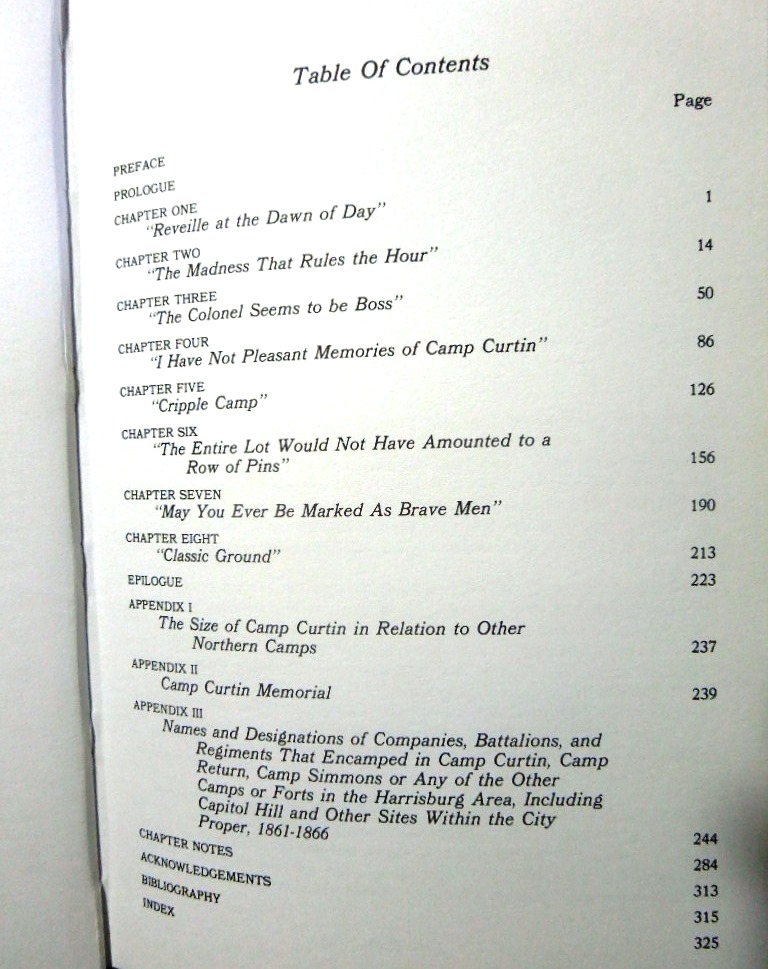 Table Of Contents
Page
PREFACE
PROLOGUE
CHAPTER ONE
"Reveille at the Dawn of Day" 1
CHAPTER TWO
"The Madness That Rules the Hour" 14
CHAPTER THREE
"The Colonel Seems to be Boss" 50
CHAPTER FOUR
"I Have Not Pleasant Memories of Camp Curtin" 86
CHAPTER FIVE
"Cripple Camp" 126
CHAPTER SIX
"The Entire Lot Would Not Have Amounted to a
Row of Pins" 156
CHAPTER SEVEN
"May You Ever Be Marked As Brave Men" 190
CHAPTER EIGHT
"Classic Ground" 213
EPILOGUE 223
APPENDIX I
The Size of Camp Curtin in Relation to Other
Northern Camps 237
APPENDIX II
Camp Curtin Memorial 239
APPENDIX III
Names and Designations of Companies, Battalions, and
Regiments That Encamped in Camp Curtin, Camp
Return, Camp Simmons or Any of the Other
Camps or Forts in the Harrisburg Area, Including
Capitol Hill and Other Sites Within the City
Proper, 1861-1866 244
CHAPTER NOTES 284
ACKNOWLEDGEMENTS 313
BIBLIOGRAPHY 315
INDEX 325